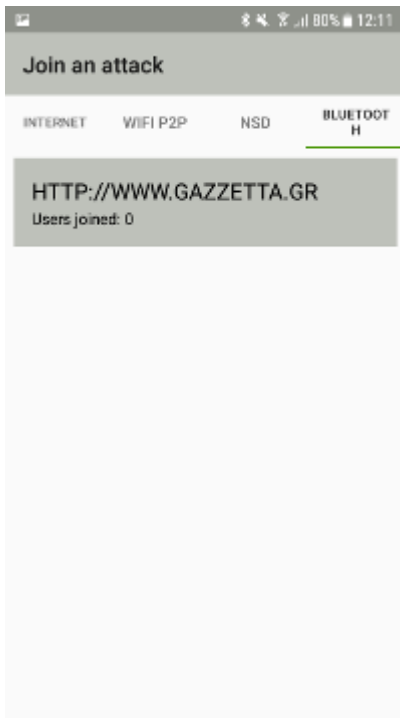 80% 12:11
Join an attack
INTERNET WIFI P2P NSD BLUETOOT
H
HTTP://WWW.GAZZETTA.GR
Users joined: 0